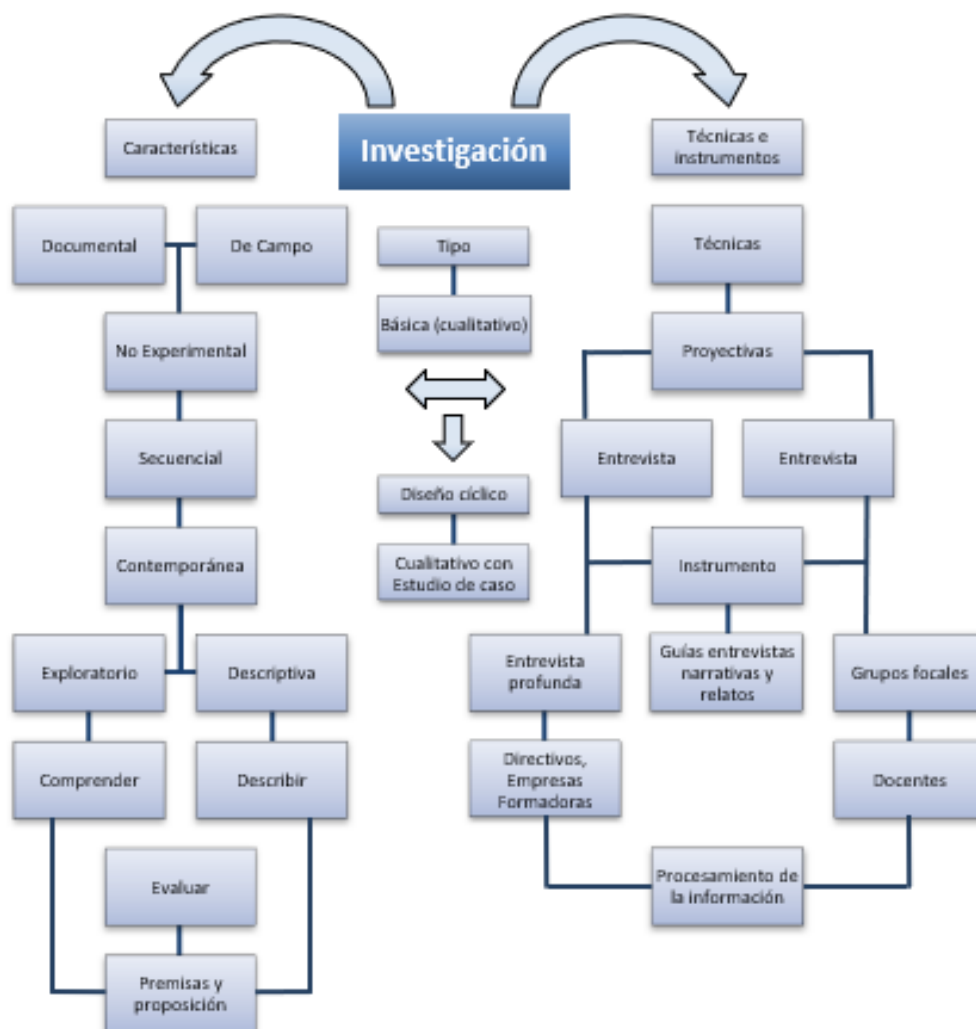 Investigación
Características
Técnicas e
instrumentos
Documental
De Campo
No Experimental
Secuencial
Contemporánea
Exploratorio
Descriptiva
Comprender
Describir
Evaluar
Premisas y
proposición
Tipo
Básica (cualitativo)
Diseño cíclico
Cualitativo con
Estudio de caso
Técnicas
Proyectivas
Entrevista
Entrevista
Instrumento
Entrevista
profunda
Guías entrevistas
narrativas y
relatos
Grupos focales
Directivos,
Empresas
Formadoras
Docentes
Procesamiento de
la información